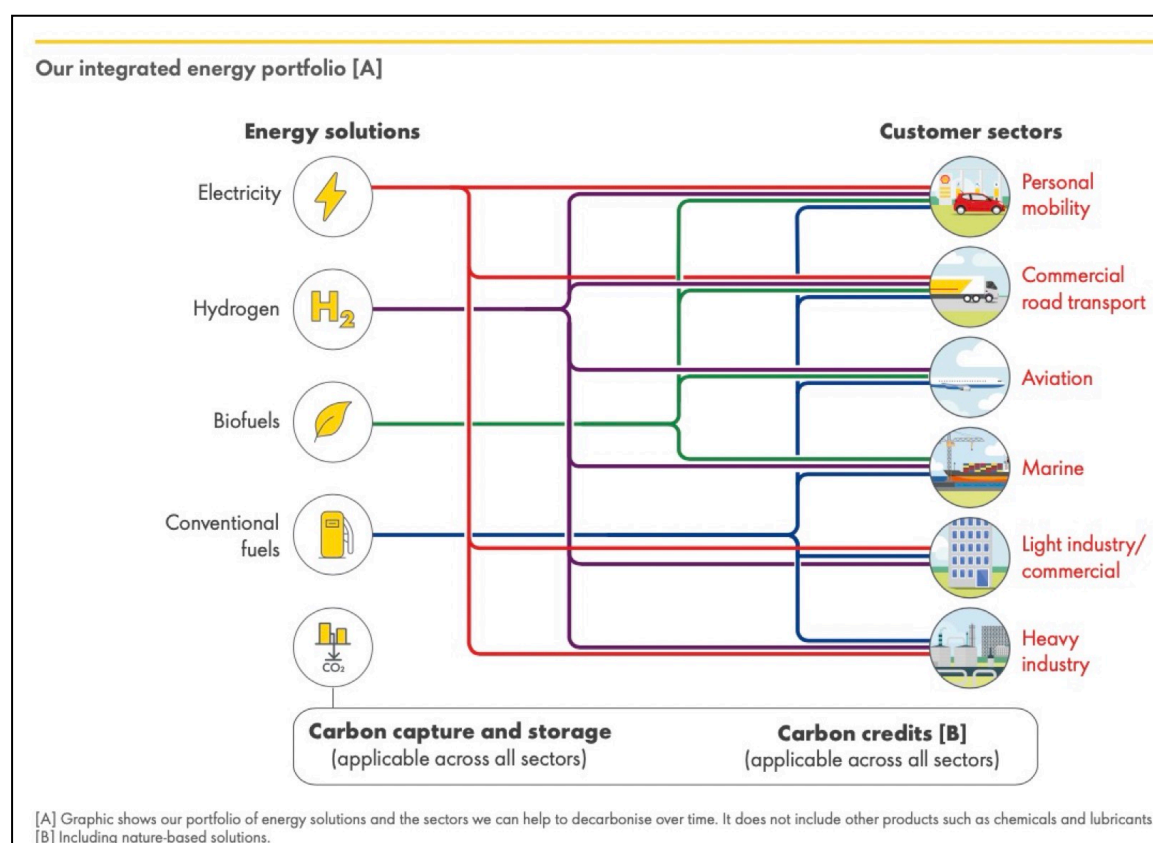 Our integrated energy portfolio [A]
Energy solutions
Customer sectors
Electricity
Personal
mobility
Hydrogen
H2
Commercial
road transport
Biofuels
Aviation
Marine
Conventional
fuels
Light industry/
commercial
CO2
Heavy
industry
Carbon capture and storage
(applicable across all sectors)
Carbon credits [B]
(applicable across all sectors)
[A] Graphic shows our portfolio of energy solutions and the sectors we can help to decarbonise over time. It does not include other products such as chemicals and lubricants
[B] Including nature-based solutions.